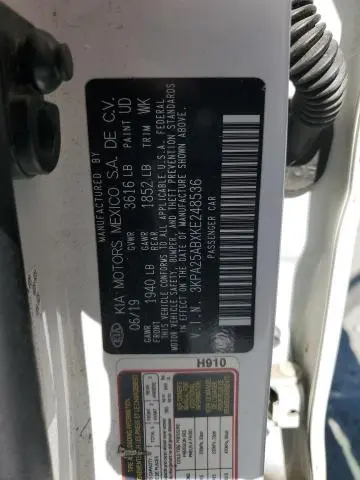 MANUFACTURED BY
KIA MOTORS MEXICO S.A. DE C.V.
06/19 GVWR 3616 LB PAINT UD
GAWR FRONT 1940 LB GAWR REAR 1852 LB TRIM WK
THIS VEHICLE CONFORMS TO ALL APPLICABLE U.S.A. FEDERAL
MOTOR VEHICLE SAFETY, BUMPER, AND THEFT PREVENTION STANDARDS
IN EFFECT ON THE DATE OF MANUFACTURE SHOWN ABOVE.
V.I.N. 3KPA25ABXKE248536
PASSENGER CAR
KIA
H910